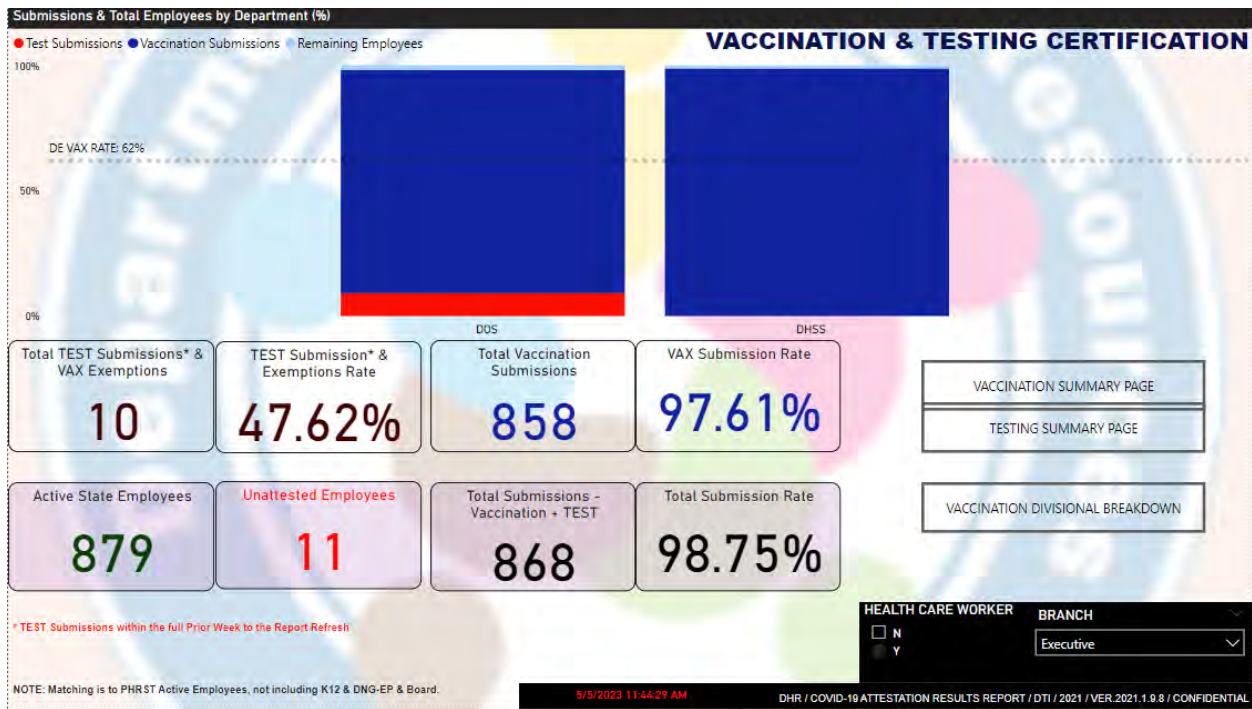 Submissions & Total Employees by Department (%)
Test Submissions Vaccination Submissions Remaining Employees
VACCINATION & TESTING CERTIFICATION
100%
DE VAX RATE: 62%
50%
0%
DOS
DHSS
Total TEST Submissions* &
VAX Exemptions
10
TEST Submission* &
Exemptions Rate
47.62%
Total Vaccination
Submissions
858
VAX Submission Rate
97.61%
VACCINATION SUMMARY PAGE
TESTING SUMMARY PAGE
Active State Employees
879
Unattested Employees
11
Total Submissions -
Vaccination + TEST
868
Total Submission Rate
98.75%
VACCINATION DIVISIONAL BREAKDOWN
* TEST Submissions within the full Prior Week to the Report Refresh
HEALTH CARE WORKER
N
Y
BRANCH
Executive
NOTE: Matching is to PHRST Active Employees, not including K12 & DNG-EP & Board.
5/5/2023 11:44:29 AM
DHR / COVID-19 ATTESTATION RESULTS REPORT / DTI / 2021 / VER.2021.1.9.8 / CONFIDENTIAL